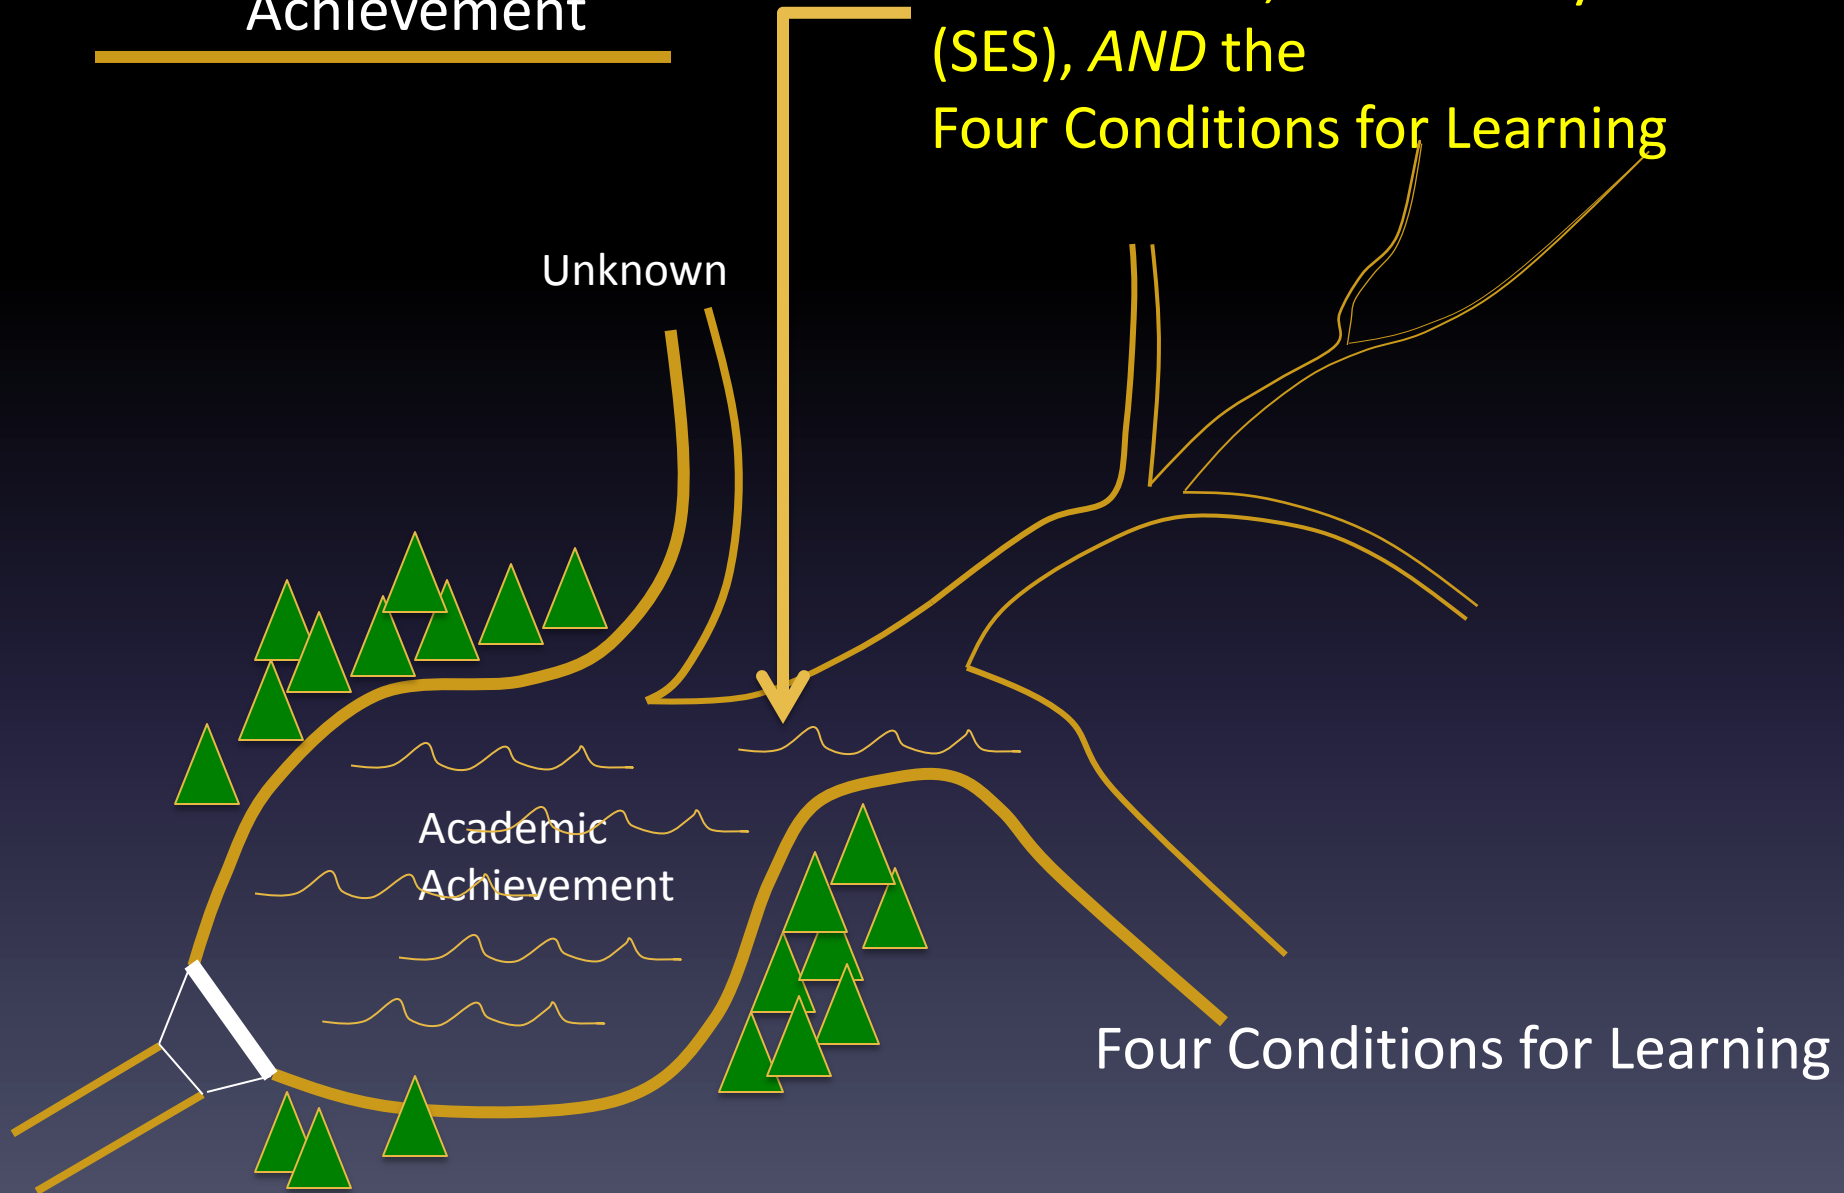 Achievement
(SES), AND the
Four Conditions for Learning
Unknown
Academic
Achievement
Four Conditions for Learning